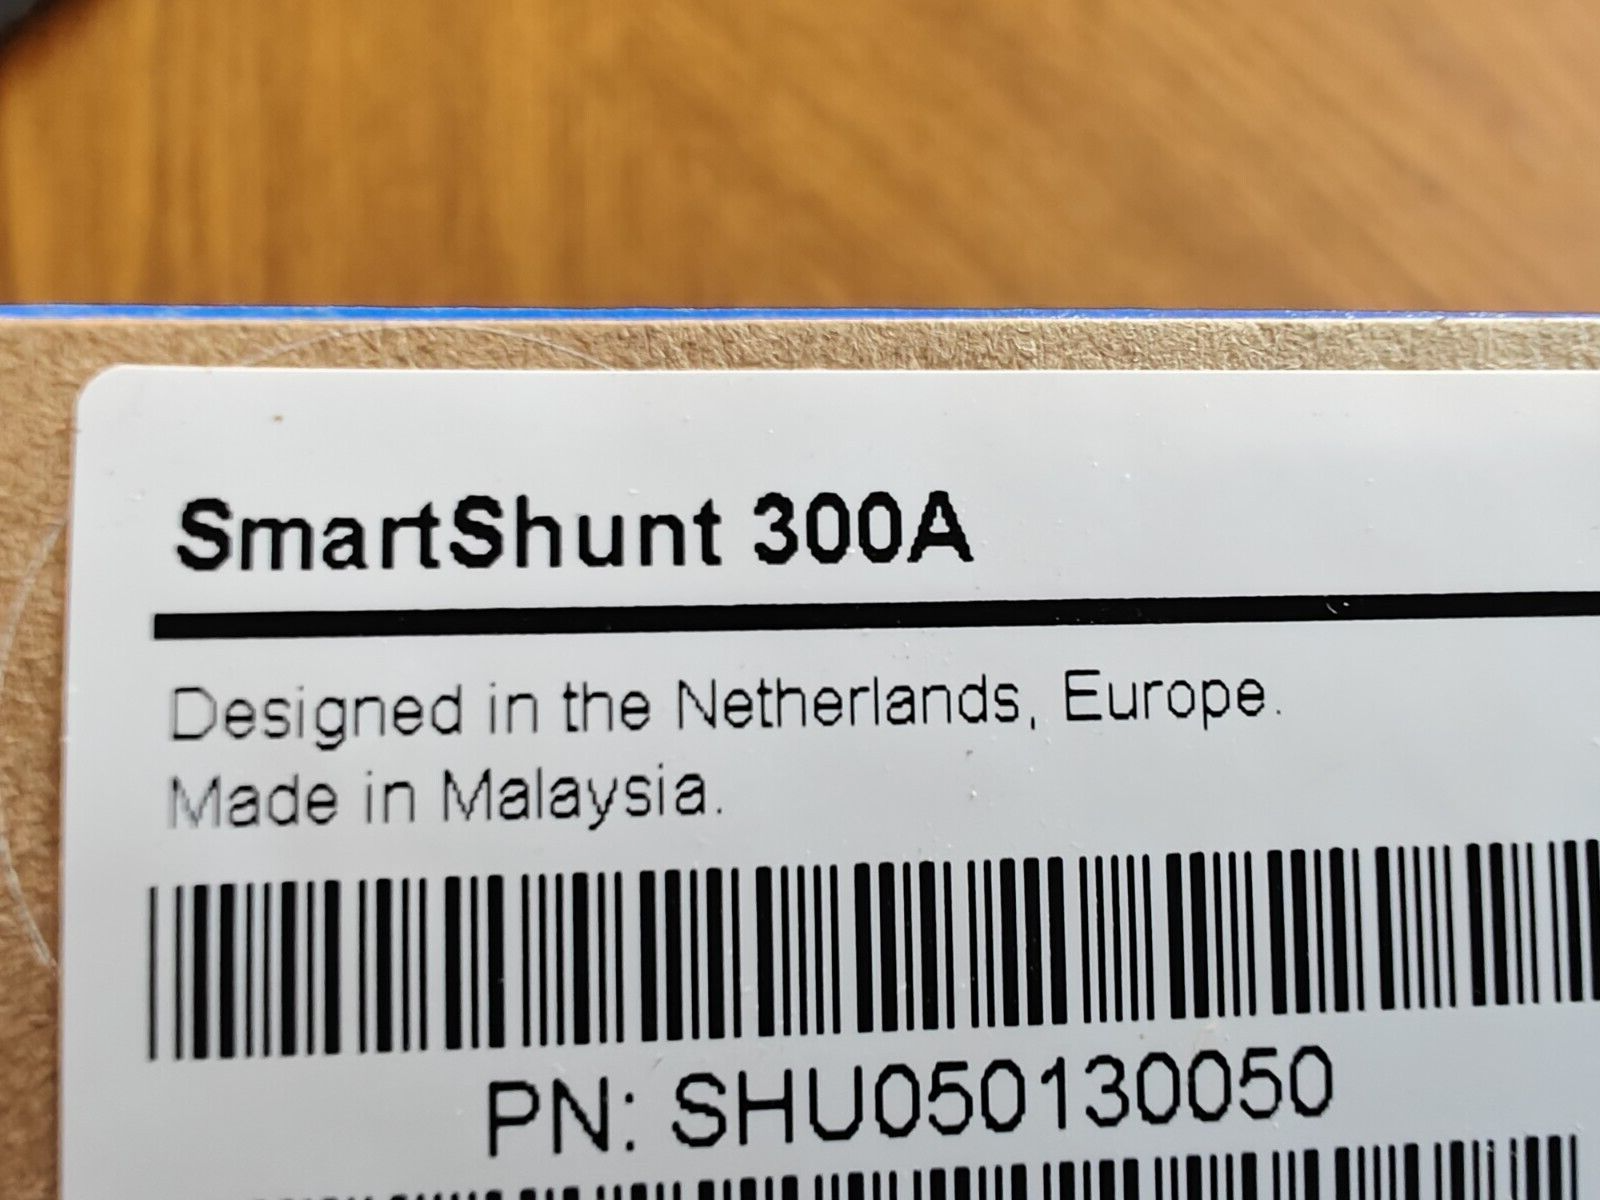 SmartShunt 300A
Designed in the Netherlands, Europe.
Made in Malaysia.
PN: SHU050130050